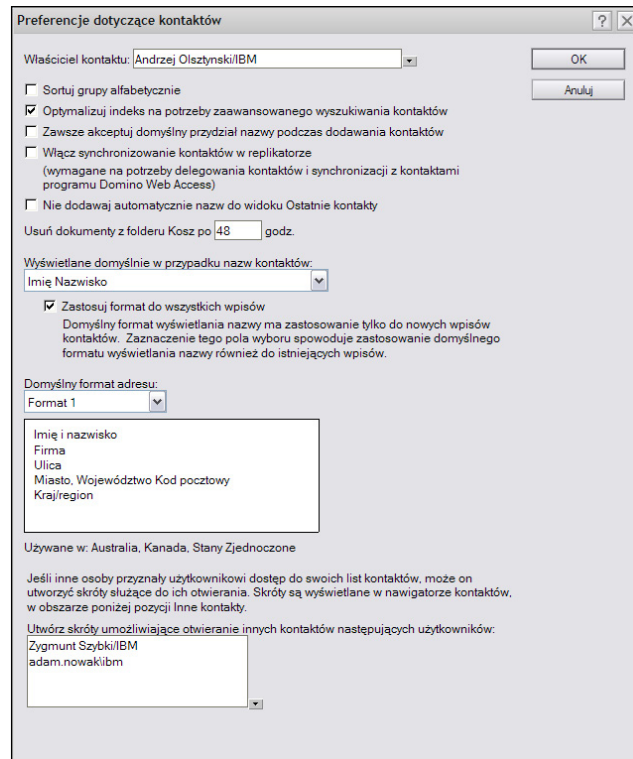 Preferencje dotyczące kontaktów
Właściciel kontaktu: Andrzej Olsztynski/IBM
OK
Anuluj
Sortuj grupy alfabetycznie
Optymalizuj indeks na potrzeby zaawansowanego wyszukiwania kontaktów
Zawsze akceptuj domyślny przydział nazwy podczas dodawania kontaktów
Włącz synchronizowanie kontaktów w replikatorze
(wymagane na potrzeby delegowania kontaktów i synchronizacji z kontaktami
programu Domino Web Access)
Nie dodawaj automatycznie nazw do widoku Ostatnie kontakty
Usuń dokumenty z folderu Kosz po 48 godz.
Wyświetlane domyślnie w przypadku nazw kontaktów:
Imię Nazwisko
Zastosuj format do wszystkich wpisów
Domyślny format wyświetlania nazwy ma zastosowanie tylko do nowych wpisów
kontaktów. Zaznaczenie tego pola wyboru spowoduje zastosowanie domyślnego
formatu wyświetlania nazwy również do istniejących wpisów.
Domyślny format adresu:
Format 1
Imię i nazwisko
Firma
Ulica
Miasto, Województwo Kod pocztowy
Kraj/region
Używane w: Australia, Kanada, Stany Zjednoczone
Jeśli inne osoby przyznały użytkownikowi dostęp do swoich list kontaktów, może on
utworzyć skróty służące do ich otwierania. Skróty są wyświetlane w nawigatorze kontaktów,
w obszarze poniżej pozycji Inne kontakty.
Utwórz skróty umożliwiające otwieranie innych kontaktów następujących użytkowników:
Zygmunt Szybki/IBM
adam.nowak\ibm